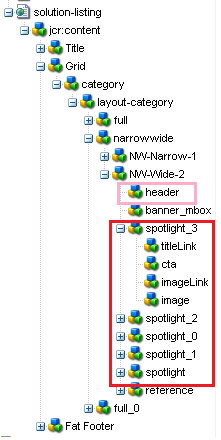 solution-listing
jcr:content
Title
Grid
category
layout-category
full
narrowwide
NW-Narrow-1
NW-Wide-2
header
banner_mbox
spotlight_3
titleLink
cta
imageLink
image
spotlight_2
spotlight_0
spotlight_1
spotlight
reference
full_0
Fat Footer